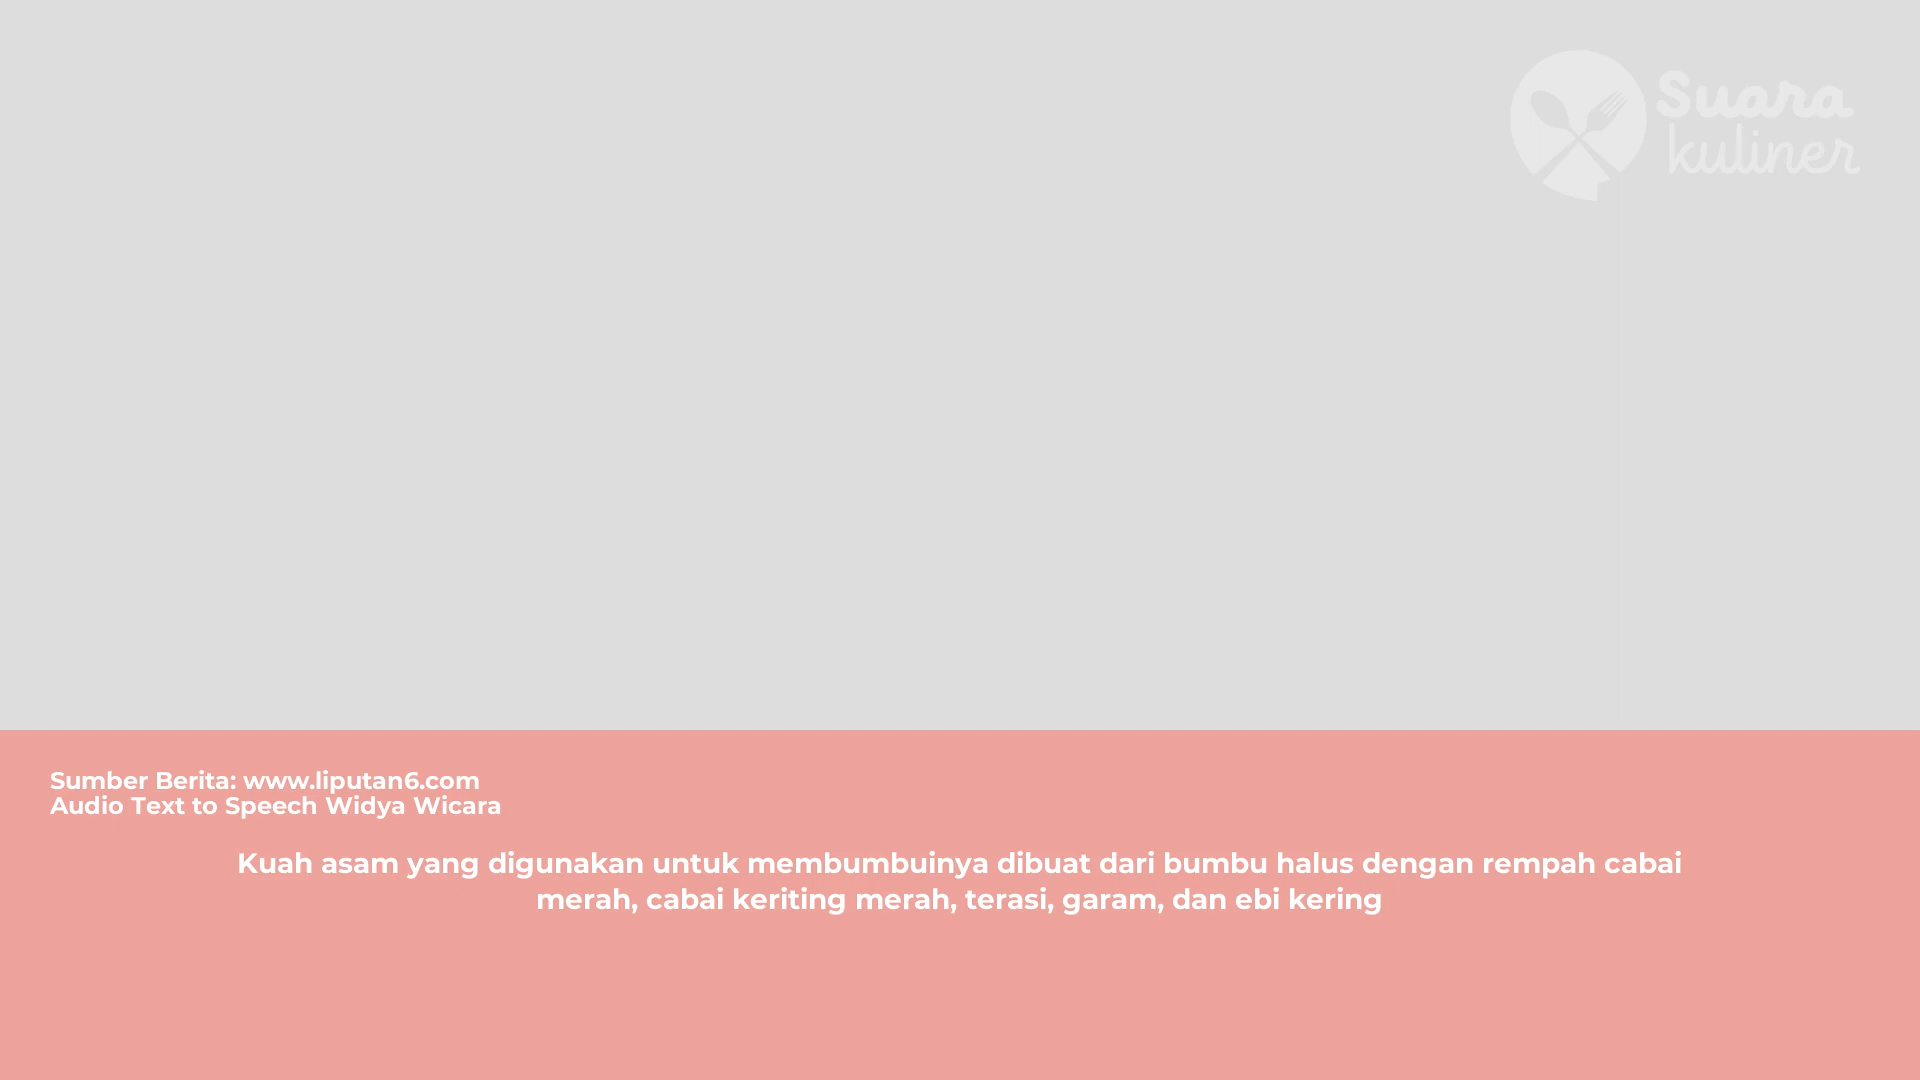 Suara
kuliner
Sumber Berita: www.liputan6.com
Audio Text to Speech Widya Wicara
Kuah asam yang digunakan untuk membumbuinya dibuat dari bumbu halus dengan rempah cabai
merah, cabai keriting merah, terasi, garam, dan ebi kering